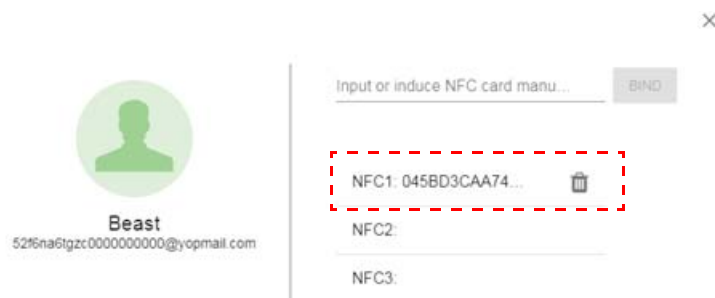 Input or induce NFC card manu...
BIND
NFC1: 045BD3CAA74...
Beast
52f6na6tgzc0000000000@yopmail.com
NFC2:
NFC3: